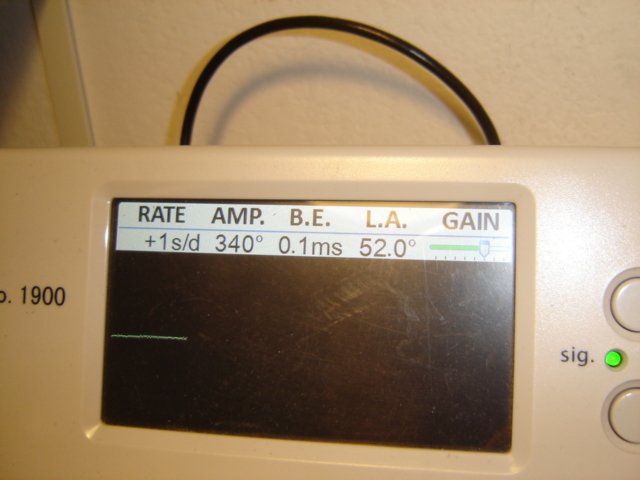 RATE AMP. B.E. L.A. GAIN
+1s/d 340° 0.1ms 52.0°
o. 1900
sig.